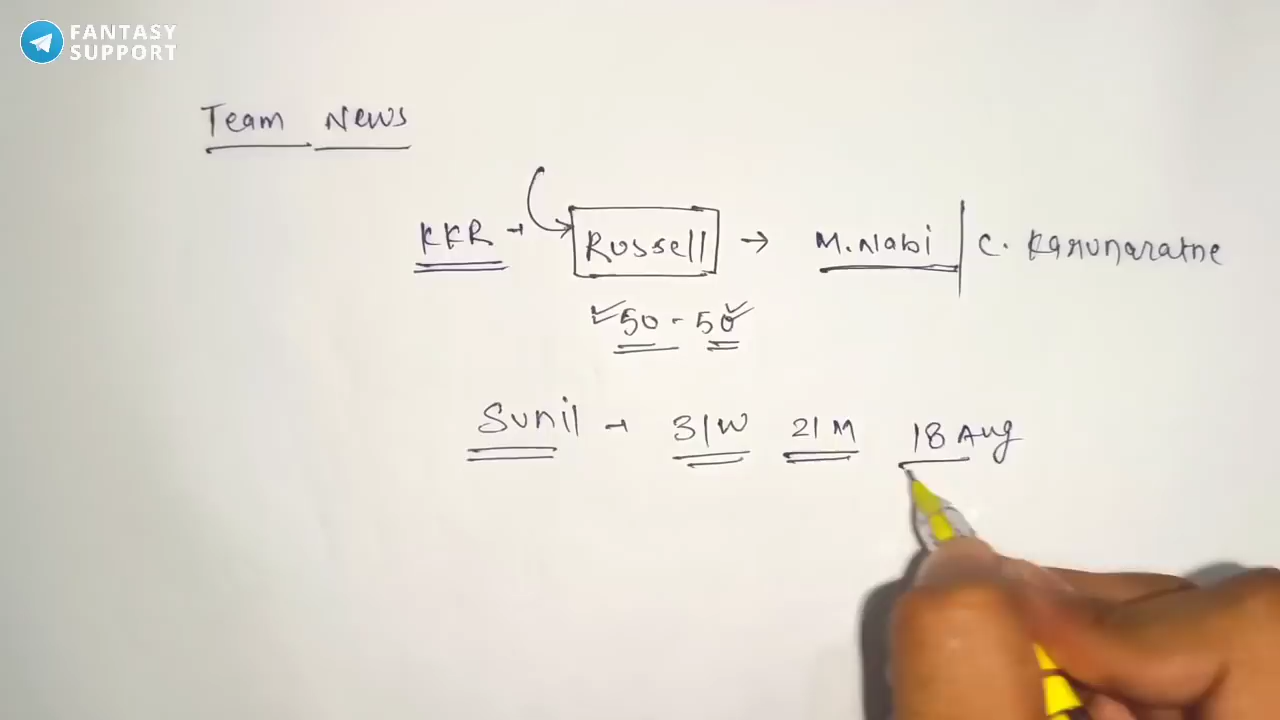 FANTASY
SUPPORT
Team News
KKR → Russell → M. Nabi | C. Karunaratne
✓50 - 50✓
Sunil → 31W 21M 18 Aug